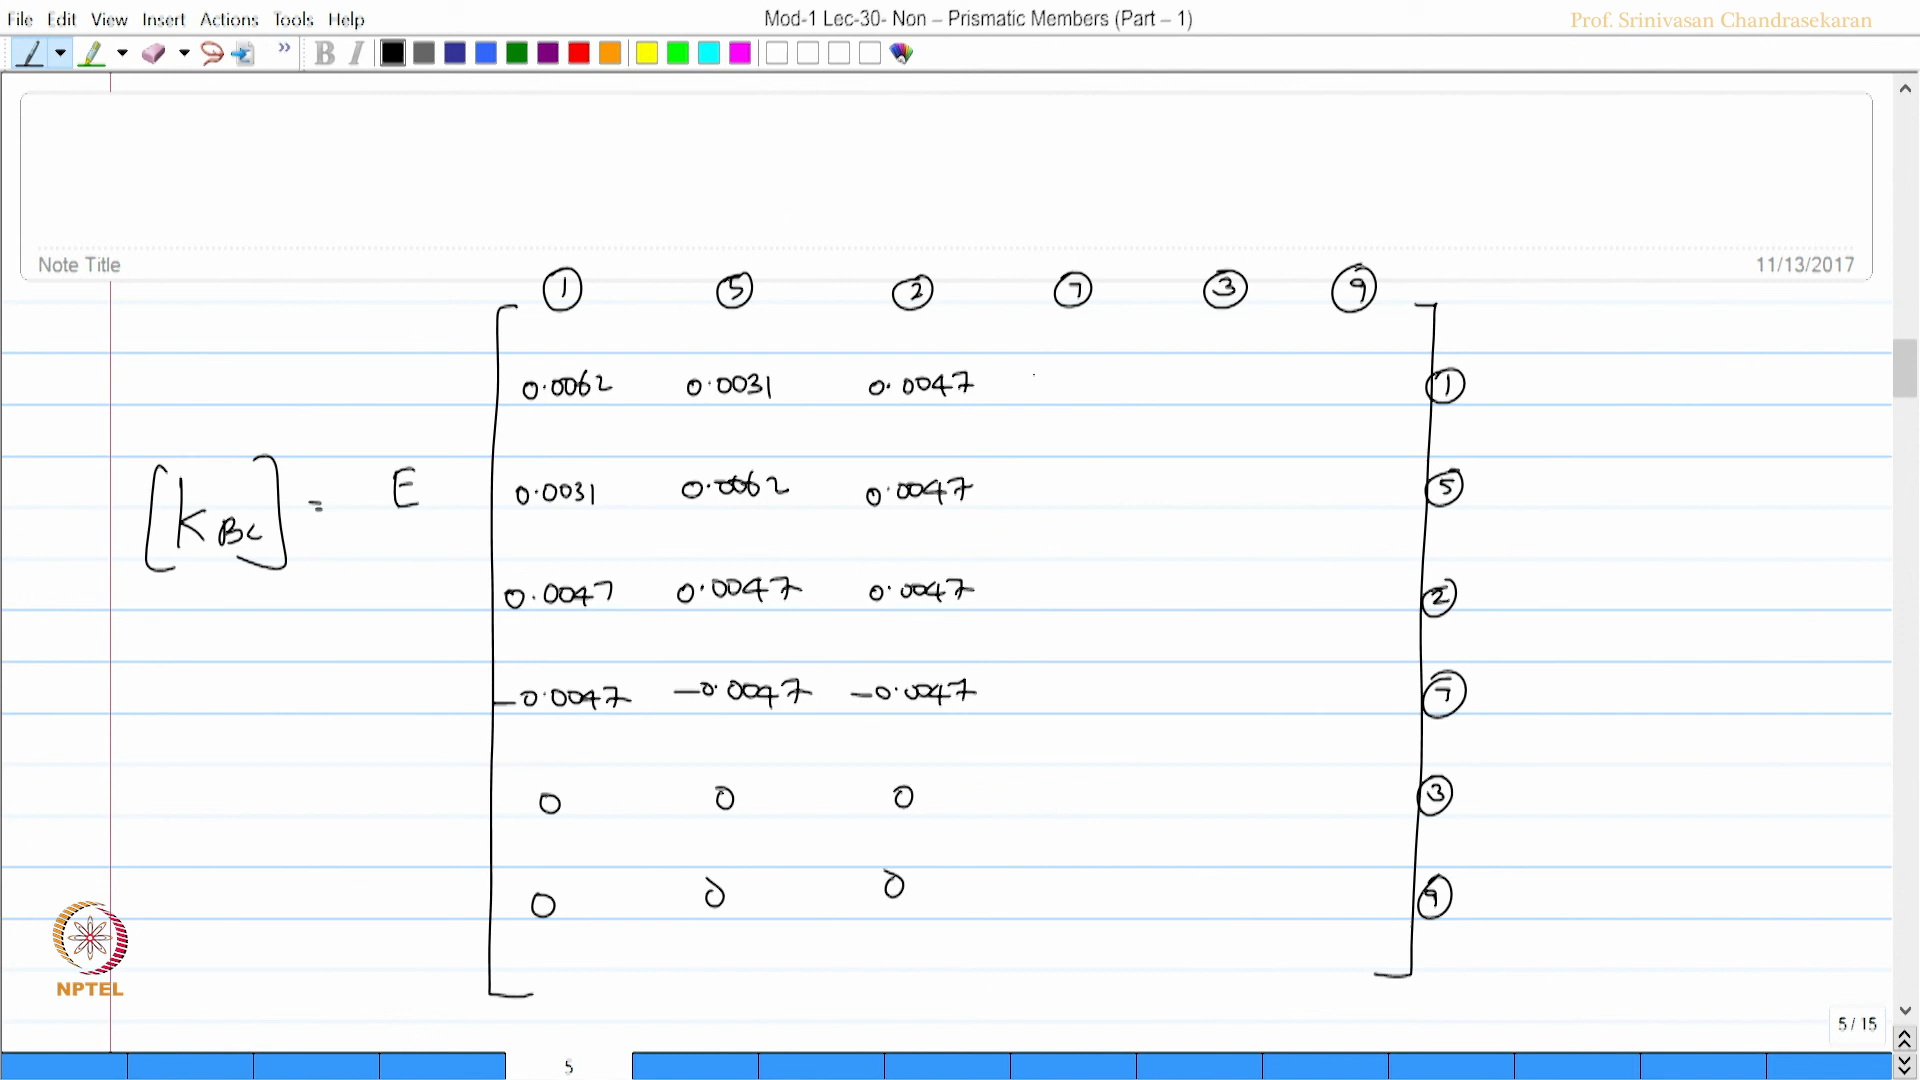 File Edit View Insert Actions Tools Help
Mod-1 Lec-30- Non – Prismatic Members (Part – 1)
Prof. Srinivasan Chandrasekaran
» B I
Note Title
11/13/2017
① ⑤ ② ⑦ ③ ⑨
0.0062 0.0031 0.0047 ①
[K BC] = E
0.0031 0.0062 0.0047 ⑤
0.0047 0.0047 0.0047 ②
-0.0047 -0.0047 -0.0047 ⑦
0 0 0 ③
0 0 0 ⑨
NPTEL
5 / 15
5